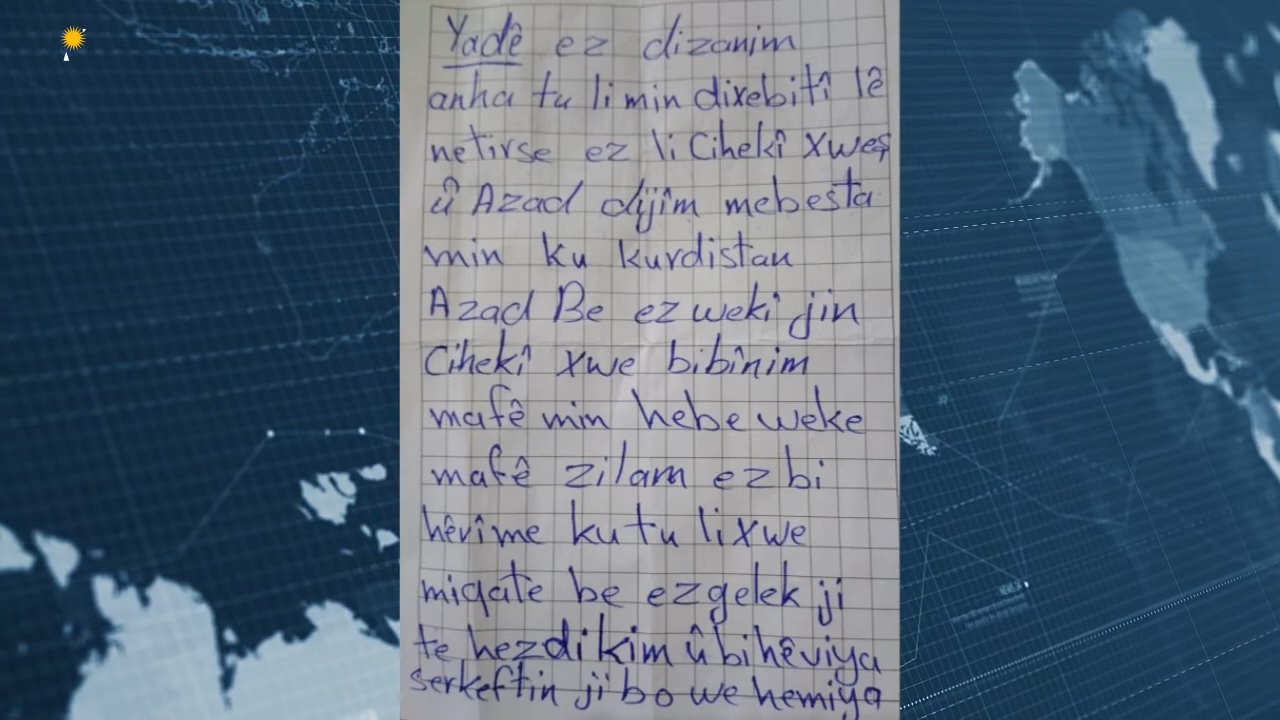 Yadê ez dizanim
anha tu li min dixebitî lê
netirse ez li Cihekî xweş
û Azad dijîm mebesta
min ku kurdistan
Azad Be ez weki jin
Cihekî xwe bibînim
mafê min hebe weke
mafê zilam ez bi
hêvîme ku tu li xwe
miqate be ez gelek ji
te hez dikim û bi hêviya
serkeftin ji bo we hemiya